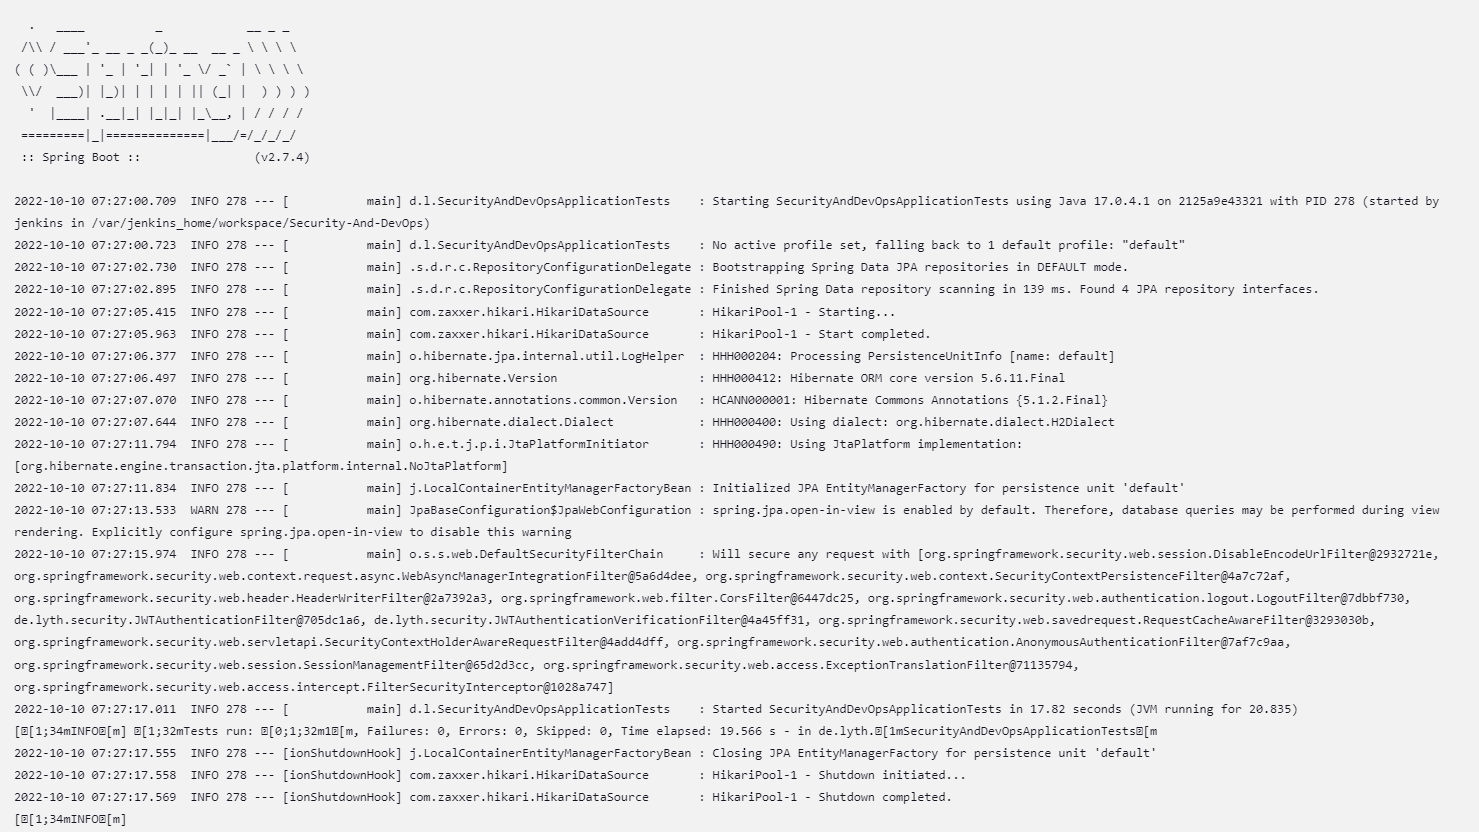 .   ____          _            __ _ _
 /\\ / ___'_ __ _ _(_)_ __  __ _ \ \ \ \
( ( )\___ | '_ | '_| | '_ \/ _` | \ \ \ \
 \\/  ___)| |_)| | | | | || (_| |  ) ) ) )
  '  |____| .__|_| |_|_| |_\__, | / / / /
 =========|_|==============|___/=/_/_/_/
 :: Spring Boot ::                (v2.7.4)

2022-10-10 07:27:00.709  INFO 278 --- [           main] d.l.SecurityAndDevOpsApplicationTests    : Starting SecurityAndDevOpsApplicationTests using Java 17.0.4.1 on 2125a9e43321 with PID 278 (started by
jenkins in /var/jenkins_home/workspace/Security-And-DevOps)
2022-10-10 07:27:00.723  INFO 278 --- [           main] d.l.SecurityAndDevOpsApplicationTests    : No active profile set, falling back to 1 default profile: "default"
2022-10-10 07:27:02.730  INFO 278 --- [           main] .s.d.r.c.RepositoryConfigurationDelegate : Bootstrapping Spring Data JPA repositories in DEFAULT mode.
2022-10-10 07:27:02.895  INFO 278 --- [           main] .s.d.r.c.RepositoryConfigurationDelegate : Finished Spring Data repository scanning in 139 ms. Found 4 JPA repository interfaces.
2022-10-10 07:27:05.415  INFO 278 --- [           main] com.zaxxer.hikari.HikariDataSource       : HikariPool-1 - Starting...
2022-10-10 07:27:05.963  INFO 278 --- [           main] com.zaxxer.hikari.HikariDataSource       : HikariPool-1 - Start completed.
2022-10-10 07:27:06.377  INFO 278 --- [           main] o.hibernate.jpa.internal.util.LogHelper  : HHH000204: Processing PersistenceUnitInfo [name: default]
2022-10-10 07:27:06.497  INFO 278 --- [           main] org.hibernate.Version                    : HHH000412: Hibernate ORM core version 5.6.11.Final
2022-10-10 07:27:07.070  INFO 278 --- [           main] o.hibernate.annotations.common.Version   : HCANN000001: Hibernate Commons Annotations {5.1.2.Final}
2022-10-10 07:27:07.644  INFO 278 --- [           main] org.hibernate.dialect.Dialect            : HHH000400: Using dialect: org.hibernate.dialect.H2Dialect
2022-10-10 07:27:11.794  INFO 278 --- [           main] o.h.e.t.j.p.i.JtaPlatformInitiator       : HHH000490: Using JtaPlatform implementation:
[org.hibernate.engine.transaction.jta.platform.internal.NoJtaPlatform]
2022-10-10 07:27:11.834  INFO 278 --- [           main] j.LocalContainerEntityManagerFactoryBean : Initialized JPA EntityManagerFactory for persistence unit 'default'
2022-10-10 07:27:13.533  WARN 278 --- [           main] JpaBaseConfiguration$JpaWebConfiguration : spring.jpa.open-in-view is enabled by default. Therefore, database queries may be performed during view
rendering. Explicitly configure spring.jpa.open-in-view to disable this warning
2022-10-10 07:27:15.974  INFO 278 --- [           main] o.s.s.web.DefaultSecurityFilterChain     : Will secure any request with [org.springframework.security.web.session.DisableEncodeUrlFilter@2932721e,
org.springframework.security.web.context.request.async.WebAsyncManagerIntegrationFilter@5a6d4dee, org.springframework.security.web.context.SecurityContextPersistenceFilter@4a7c72af,
org.springframework.security.web.header.HeaderWriterFilter@2a7392a3, org.springframework.web.filter.CorsFilter@6447dc25, org.springframework.security.web.authentication.logout.LogoutFilter@7dbbf730,
de.lyth.security.JWTAuthenticationFilter@705dc1a6, de.lyth.security.JWTAuthenticationVerificationFilter@4a45ff31, org.springframework.security.web.savedrequest.RequestCacheAwareFilter@3293030b,
org.springframework.security.web.servletapi.SecurityContextHolderAwareRequestFilter@4add4dff, org.springframework.security.web.authentication.AnonymousAuthenticationFilter@7af7c9aa,
org.springframework.security.web.session.SessionManagementFilter@65d2d3cc, org.springframework.security.web.access.ExceptionTranslationFilter@71135794,
org.springframework.security.web.access.intercept.FilterSecurityInterceptor@1028a747]
2022-10-10 07:27:17.011  INFO 278 --- [           main] d.l.SecurityAndDevOpsApplicationTests    : Started SecurityAndDevOpsApplicationTests in 17.82 seconds (JVM running for 20.835)
[[1;34mINFO[m] [1;32mTests run: [0;1;32m1[m, Failures: 0, Errors: 0, Skipped: 0, Time elapsed: 19.566 s - in de.lyth.[1mSecurityAndDevOpsApplicationTests[m
2022-10-10 07:27:17.555  INFO 278 --- [ionShutdownHook] j.LocalContainerEntityManagerFactoryBean : Closing JPA EntityManagerFactory for persistence unit 'default'
2022-10-10 07:27:17.558  INFO 278 --- [ionShutdownHook] com.zaxxer.hikari.HikariDataSource       : HikariPool-1 - Shutdown initiated...
2022-10-10 07:27:17.569  INFO 278 --- [ionShutdownHook] com.zaxxer.hikari.HikariDataSource       : HikariPool-1 - Shutdown completed.
[[1;34mINFO[m]